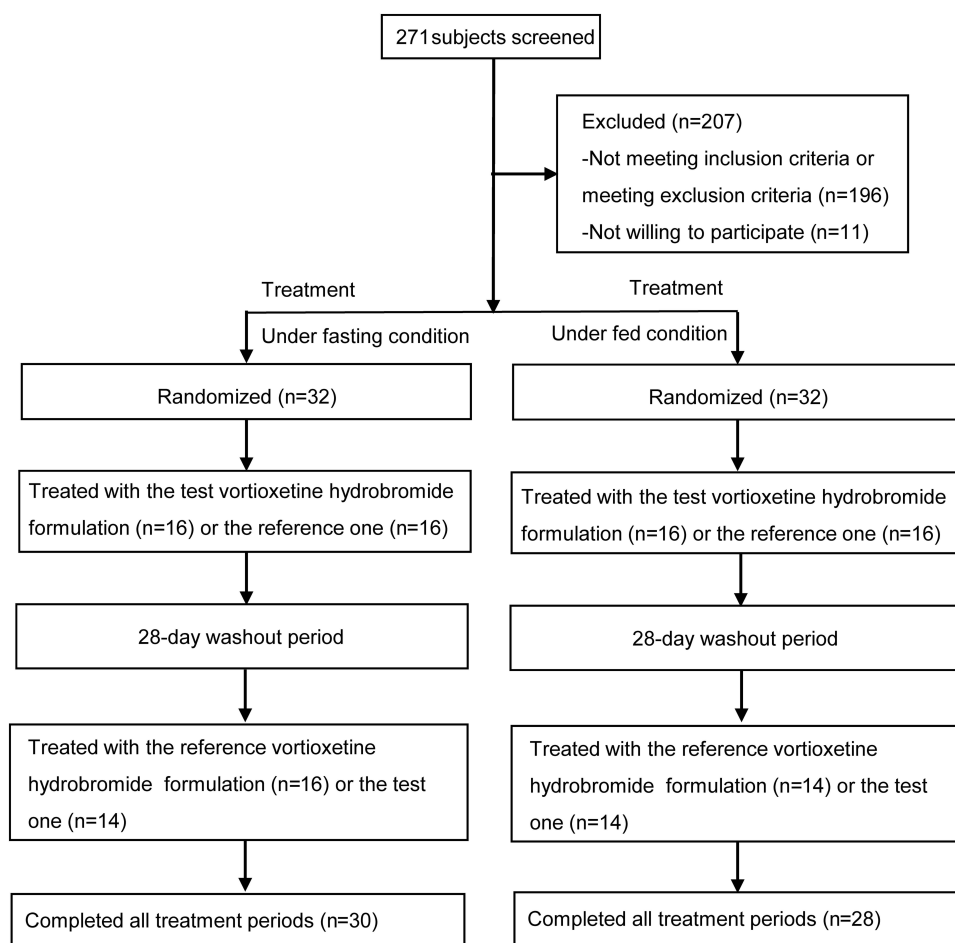 271 subjects screened
Excluded (n=207)
-Not meeting inclusion criteria or
meeting exclusion criteria (n=196)
-Not willing to participate (n=11)
Treatment
Under fasting condition
Treatment
Under fed condition
Randomized (n=32)
Randomized (n=32)
Treated with the test vortioxetine hydrobromide
formulation (n=16) or the reference one (n=16)
Treated with the test vortioxetine hydrobromide
formulation (n=16) or the reference one (n=16)
28-day washout period
28-day washout period
Treated with the reference vortioxetine
hydrobromide formulation (n=16) or the test
one (n=14)
Treated with the reference vortioxetine
hydrobromide formulation (n=14) or the test
one (n=14)
Completed all treatment periods (n=30)
Completed all treatment periods (n=28)